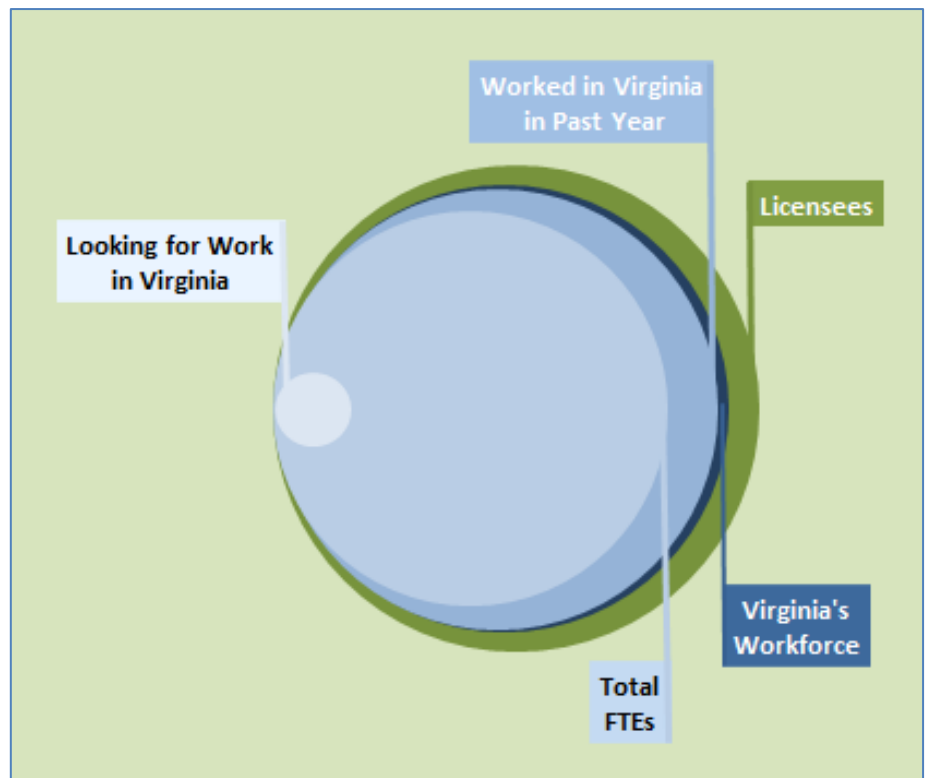 Worked in Virginia
in Past Year
Licensees
Looking for Work
in Virginia
Virginia's
Workforce
Total
FTEs